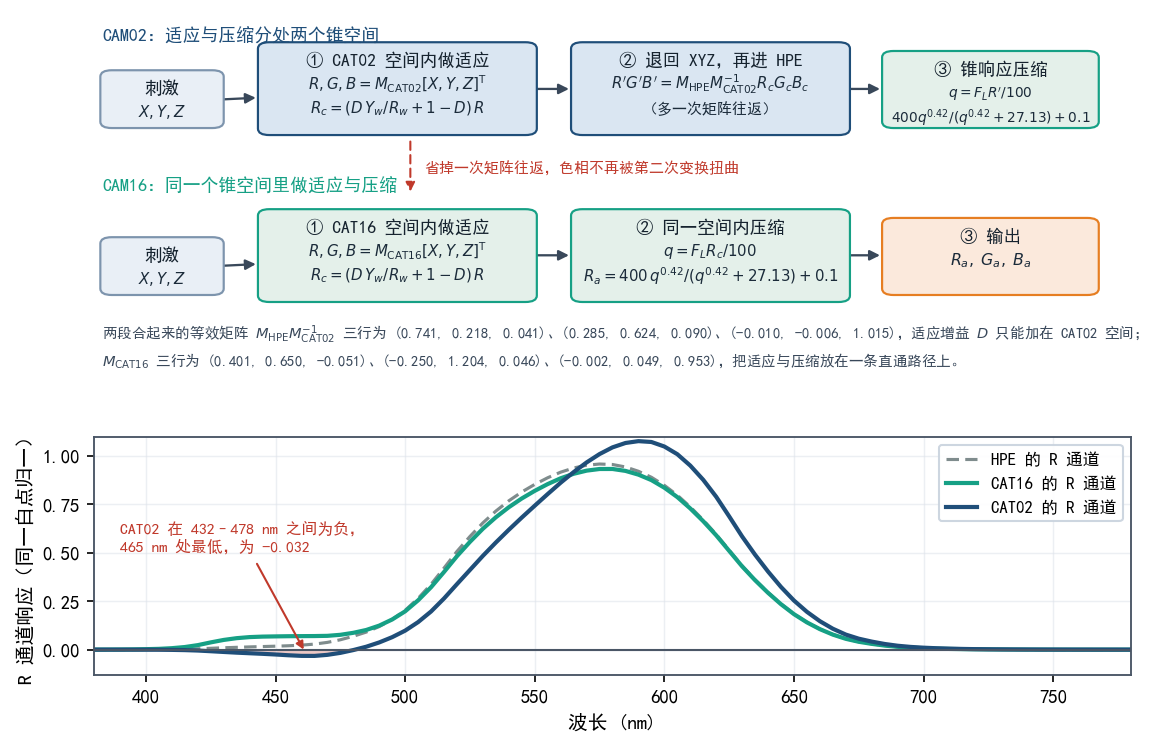 CAM02：适应与压缩分处两个锥空间
刺激
X, Y, Z
① CAT02 空间内做适应
R, G, B = M_CAT02[X, Y, Z]^T
R_c = (D Y_w/R_w + 1 − D) R
② 退回 XYZ，再进 HPE
R′G′B′ = M_HPE M_CAT02^−1 R_c G_c B_c
（多一次矩阵往返）
③ 锥响应压缩
q = F_L R′/100
400q^0.42/(q^0.42 + 27.13) + 0.1
省掉一次矩阵往返，色相不再被第二次变换扭曲
CAM16：同一个锥空间里做适应与压缩
刺激
X, Y, Z
① CAT16 空间内做适应
R, G, B = M_CAT16[X, Y, Z]^T
R_c = (D Y_w/R_w + 1 − D) R
② 同一空间内压缩
q = F_L R_c/100
R_a = 400 q^0.42/(q^0.42 + 27.13) + 0.1
③ 输出
R_a, G_a, B_a
两段合起来的等效矩阵 M_HPE M_CAT02^−1 三行为 (0.741, 0.218, 0.041)、(0.285, 0.624, 0.090)、(−0.010, −0.006, 1.015)，适应增益 D 只能加在 CAT02 空间；
M_CAT16 三行为 (0.401, 0.650, −0.051)、(−0.250, 1.204, 0.046)、(−0.002, 0.049, 0.953)，把适应与压缩放在一条直通路径上。
R 通道响应（同一白点归一）
1.00
0.75
0.50
0.25
0.00
CAT02 在 432–478 nm 之间为负，
465 nm 处最低，为 −0.032
HPE 的 R 通道
CAT16 的 R 通道
CAT02 的 R 通道
400 450 500 550 600 650 700 750
波长 (nm)